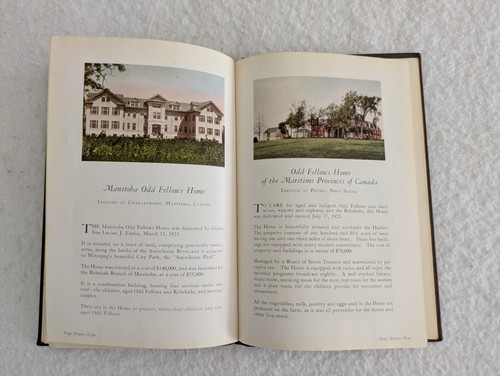 Manitoba Odd Fellows Home
Located at Charleswood, Manitoba, Canada
THE Manitoba Odd Fellows Home was dedicated by
Sire Lucian J. Eastin, March 13, 1923.
It is situated on a tract of land, comprising practically twelve
acres, along the banks of the Assiniboine River, and is adjacent
to Winnipeg's beautiful City Park, the "Assiniboine Park".
The Home was erected at a cost of $140,000, and was furnished by
the Rebekah Branch of Manitoba, at a cost of $25,000.
It is a combination building, housing four sections under one
roof—the children, aged Odd Fellows and Rebekahs, and married
couples.
There are in the Home at present, thirty-four children and
aged Odd Fellows.
Page Ninety-Eight
Odd Fellows Home
of the Maritime Provinces of Canada
Located at Pictou, Nova Scotia
TO CARE for aged and indigent Odd Fellows and their
wives, widows and orphans, and the Rebekahs, this Home
was dedicated and opened July 17, 1925.
The Home is beautifully situated and overlooks the Harbor.
The property consists of one hundred and fifty acres of land,
having one and one-third miles of shore front. There are five build-
ings equipped with every modern convenience. The cost of
property and buildings is in excess of $70,000.
Managed by a Board of Seven Trustees and maintained by per
capita tax. The Home is equipped with radio, and all enjoy the
splendid programs broadcast nightly. A well stocked library,
music room, smoking room for the men, rest room for the women
and a play room for the children provide for recreation and
amusement.
All the vegetables, milk, poultry and eggs used in the Home are
produced on the farm, as is also all provender for the horses and
other live stock.
Page Ninety-Nine